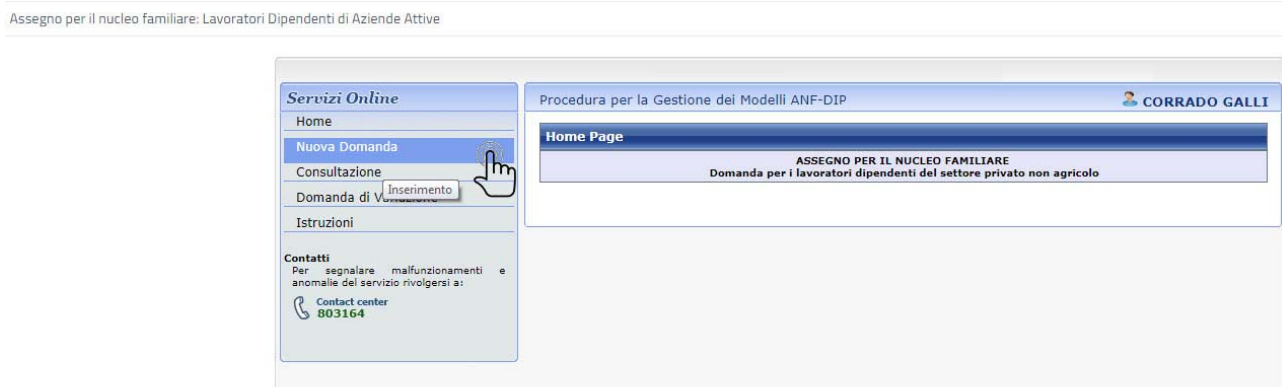 Assegno per il nucleo familiare: Lavoratori Dipendenti di Aziende Attive
Servizi Online
Home
Nuova Domanda
Consultazione
Inserimento
Domanda di
Istruzioni
Contatti
Per segnalare malfunzionamenti e
anomalie del servizio rivolgersi a:
Contact center
803164
Procedura per la Gestione dei Modelli ANF-DIP
CORRADO GALLI
Home Page
ASSEGNO PER IL NUCLEO FAMILIARE
Domanda per i lavoratori dipendenti del settore privato non agricolo